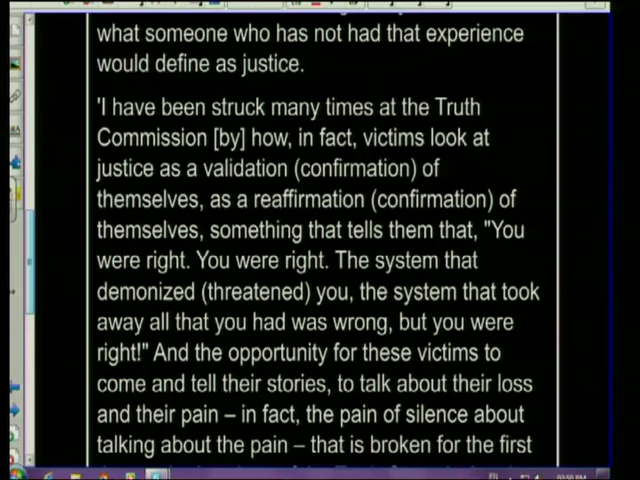 what someone who has not had that experience
would define as justice.
'I have been struck many times at the Truth
Commission [by] how, in fact, victims look at
justice as a validation (confirmation) of
themselves, as a reaffirmation (confirmation) of
themselves, something that tells them that, "You
were right. You were right. The system that
demonized (threatened) you, the system that took
away all that you had was wrong, but you were
right!" And the opportunity for these victims to
come and tell their stories, to talk about their loss
and their pain – in fact, the pain of silence about
talking about the pain – that is broken for the first
03:50 PM